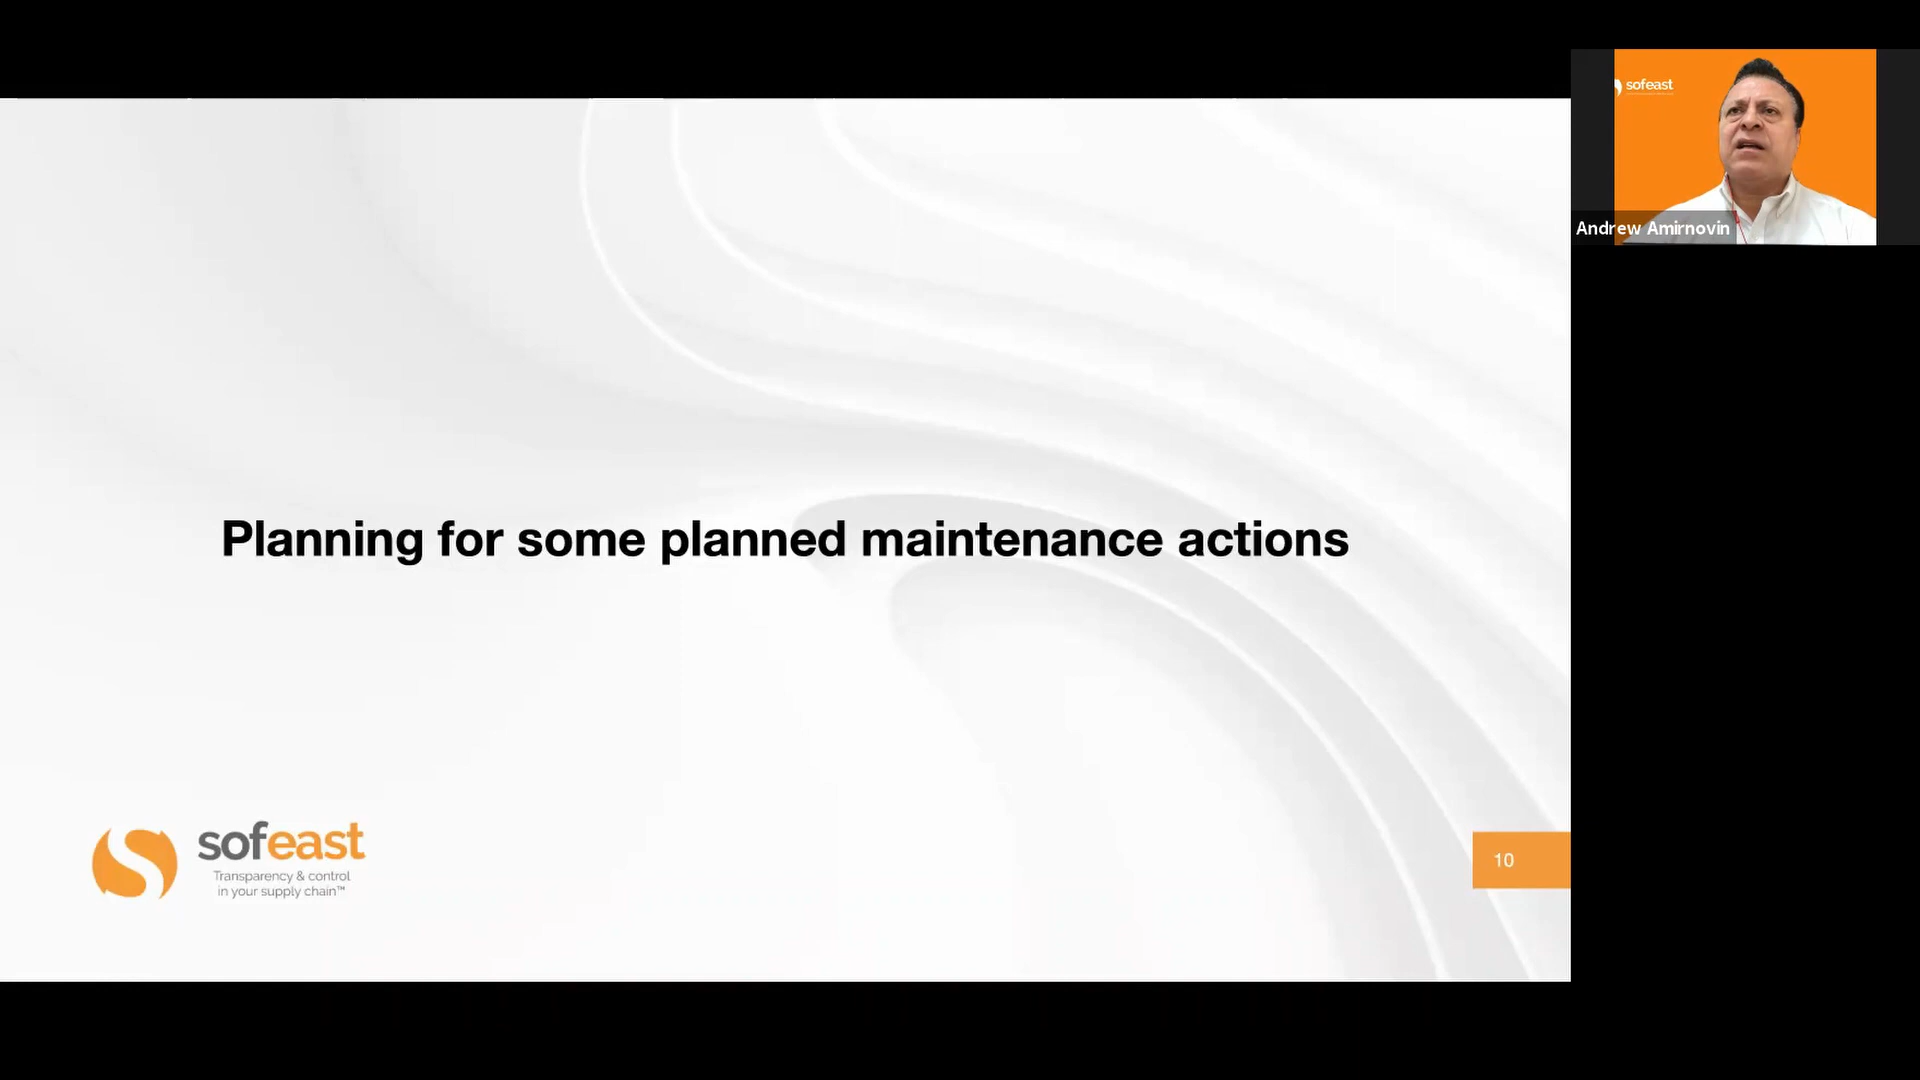 sofeast
Andrew Amirnovin
Planning for some planned maintenance actions
sofeast
Transparency & control
in your supply chain™
10